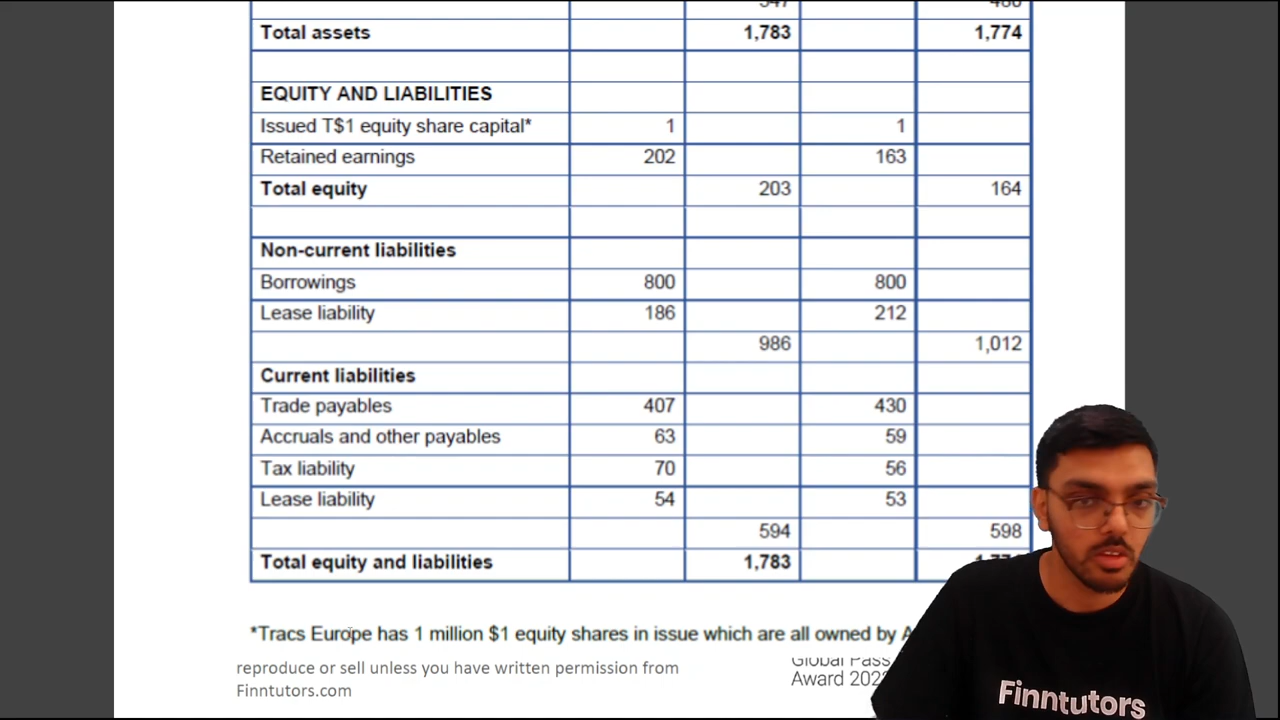 Total assets 1,783 1,774
EQUITY AND LIABILITIES
Issued T$1 equity share capital* 1 1
Retained earnings 202 163
Total equity 203 164
Non-current liabilities
Borrowings 800 800
Lease liability 186 212
986 1,012
Current liabilities
Trade payables 407 430
Accruals and other payables 63 59
Tax liability 70 56
Lease liability 54 53
594 598
Total equity and liabilities 1,783
*Tracs Europe has 1 million $1 equity shares in issue which are all owned by
reproduce or sell unless you have written permission from
Finntutors.com
Global Pass
Award
Finntutors